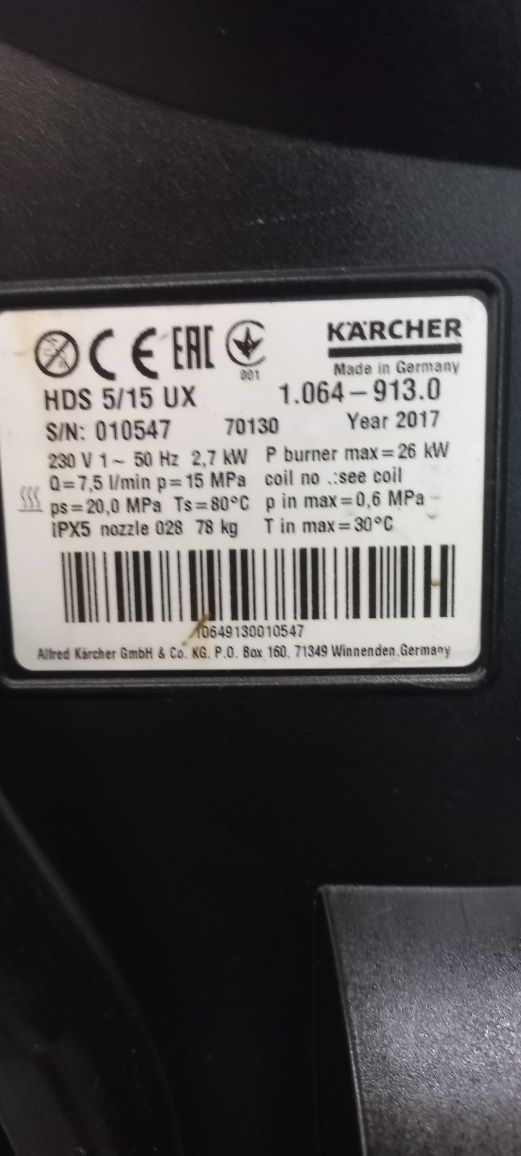 CE EAC
001
KÄRCHER
Made in Germany
HDS 5/15 UX 1.064-913.0
S/N: 010547 70130 Year 2017
230 V 1~ 50 Hz 2,7 kW P burner max=26 kW
Q=7,5 l/min p=15 MPa coil no .:see coil
ps=20,0 MPa Ts=80°C p in max=0,6 MPa
IPX5 nozzle 028 78 kg T in max=30°C
10649130010547
Alfred Kärcher GmbH & Co. KG. P.O. Box 160, 71349 Winnenden,Germany